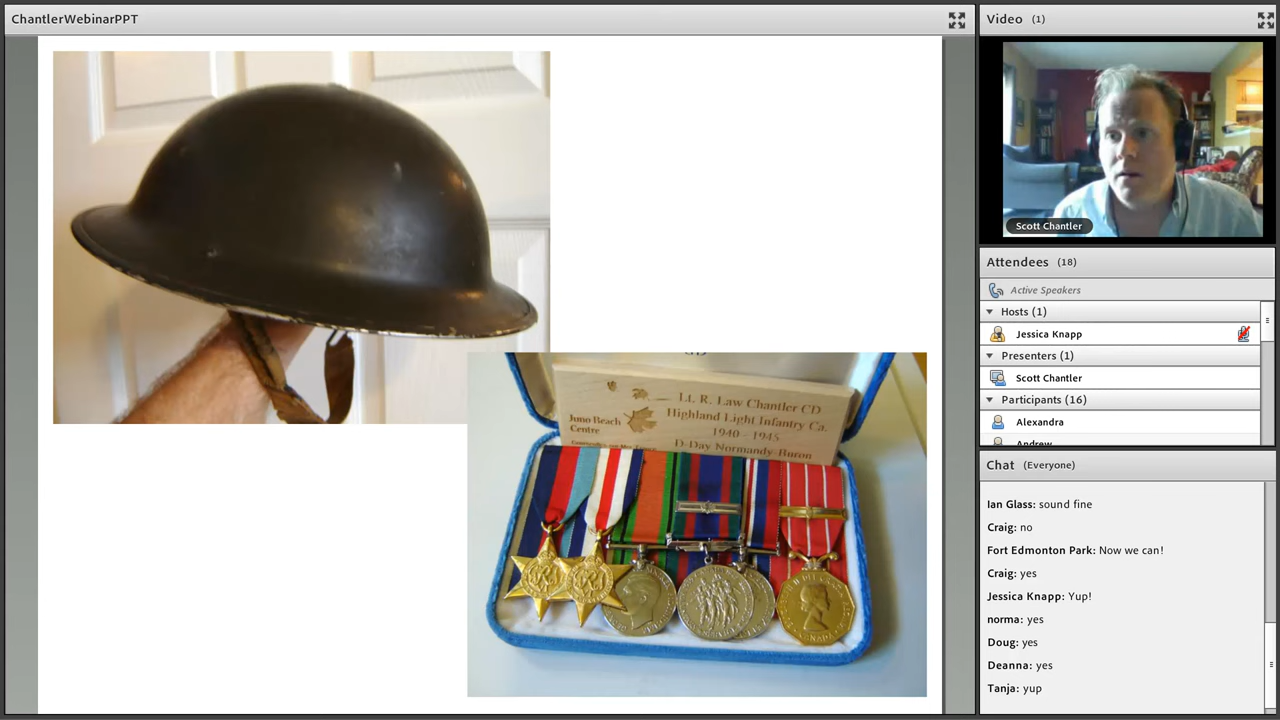 ChantlerWebinarPPT
Lt. R. Law Chantler CD
Highland Light Infantry Ca.
1940 - 1945
D-Day Normandy-Buron
Juno Beach
Centre
Video (1)
Scott Chantler
Attendees (18)
Active Speakers
Hosts (1)
Jessica Knapp
Presenters (1)
Scott Chantler
Participants (16)
Alexandra
Andrew
Chat (Everyone)
Ian Glass: sound fine
Craig: no
Fort Edmonton Park: Now we can!
Craig: yes
Jessica Knapp: Yup!
norma: yes
Doug: yes
Deanna: yes
Tanja: yup